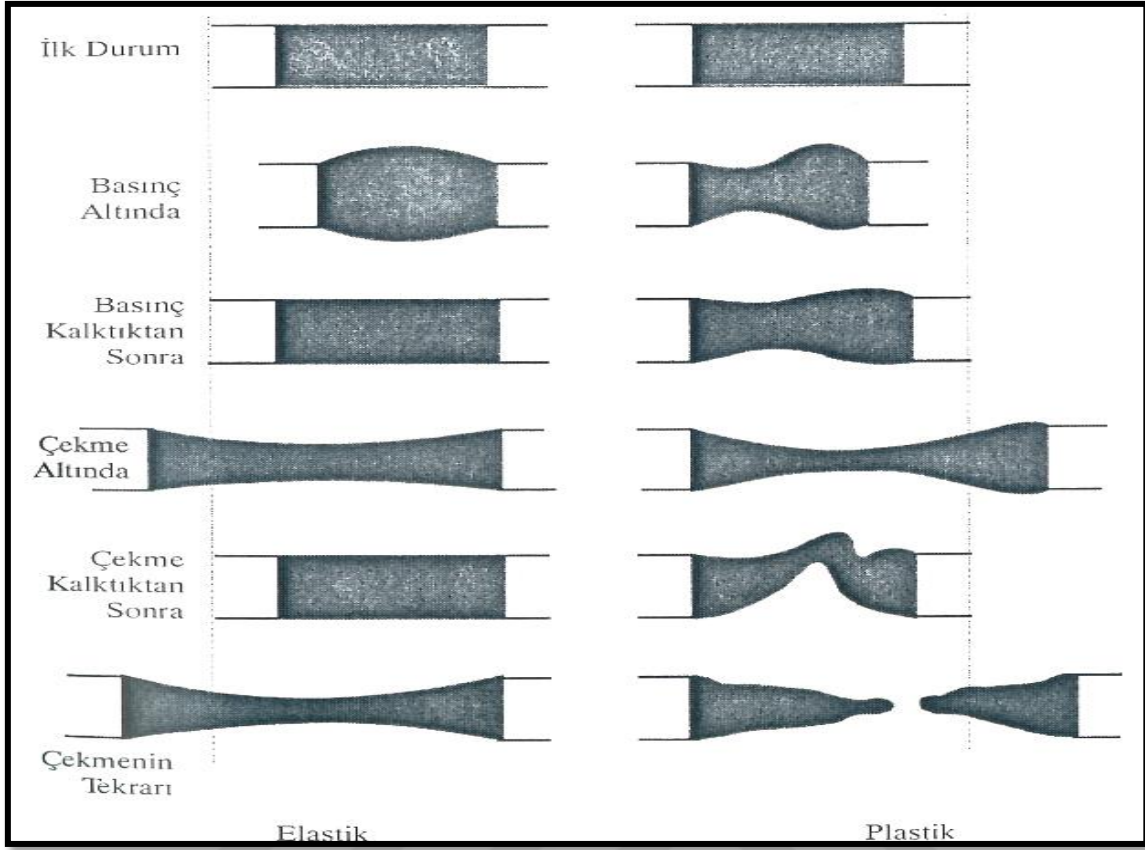 İlk Durum
Basınç
Altında
Basınç
Kalktıktan
Sonra
Çekme
Altında
Çekme
Kalktıktan
Sonra
Çekmenin
Tekrarı
Elastik
Plastik